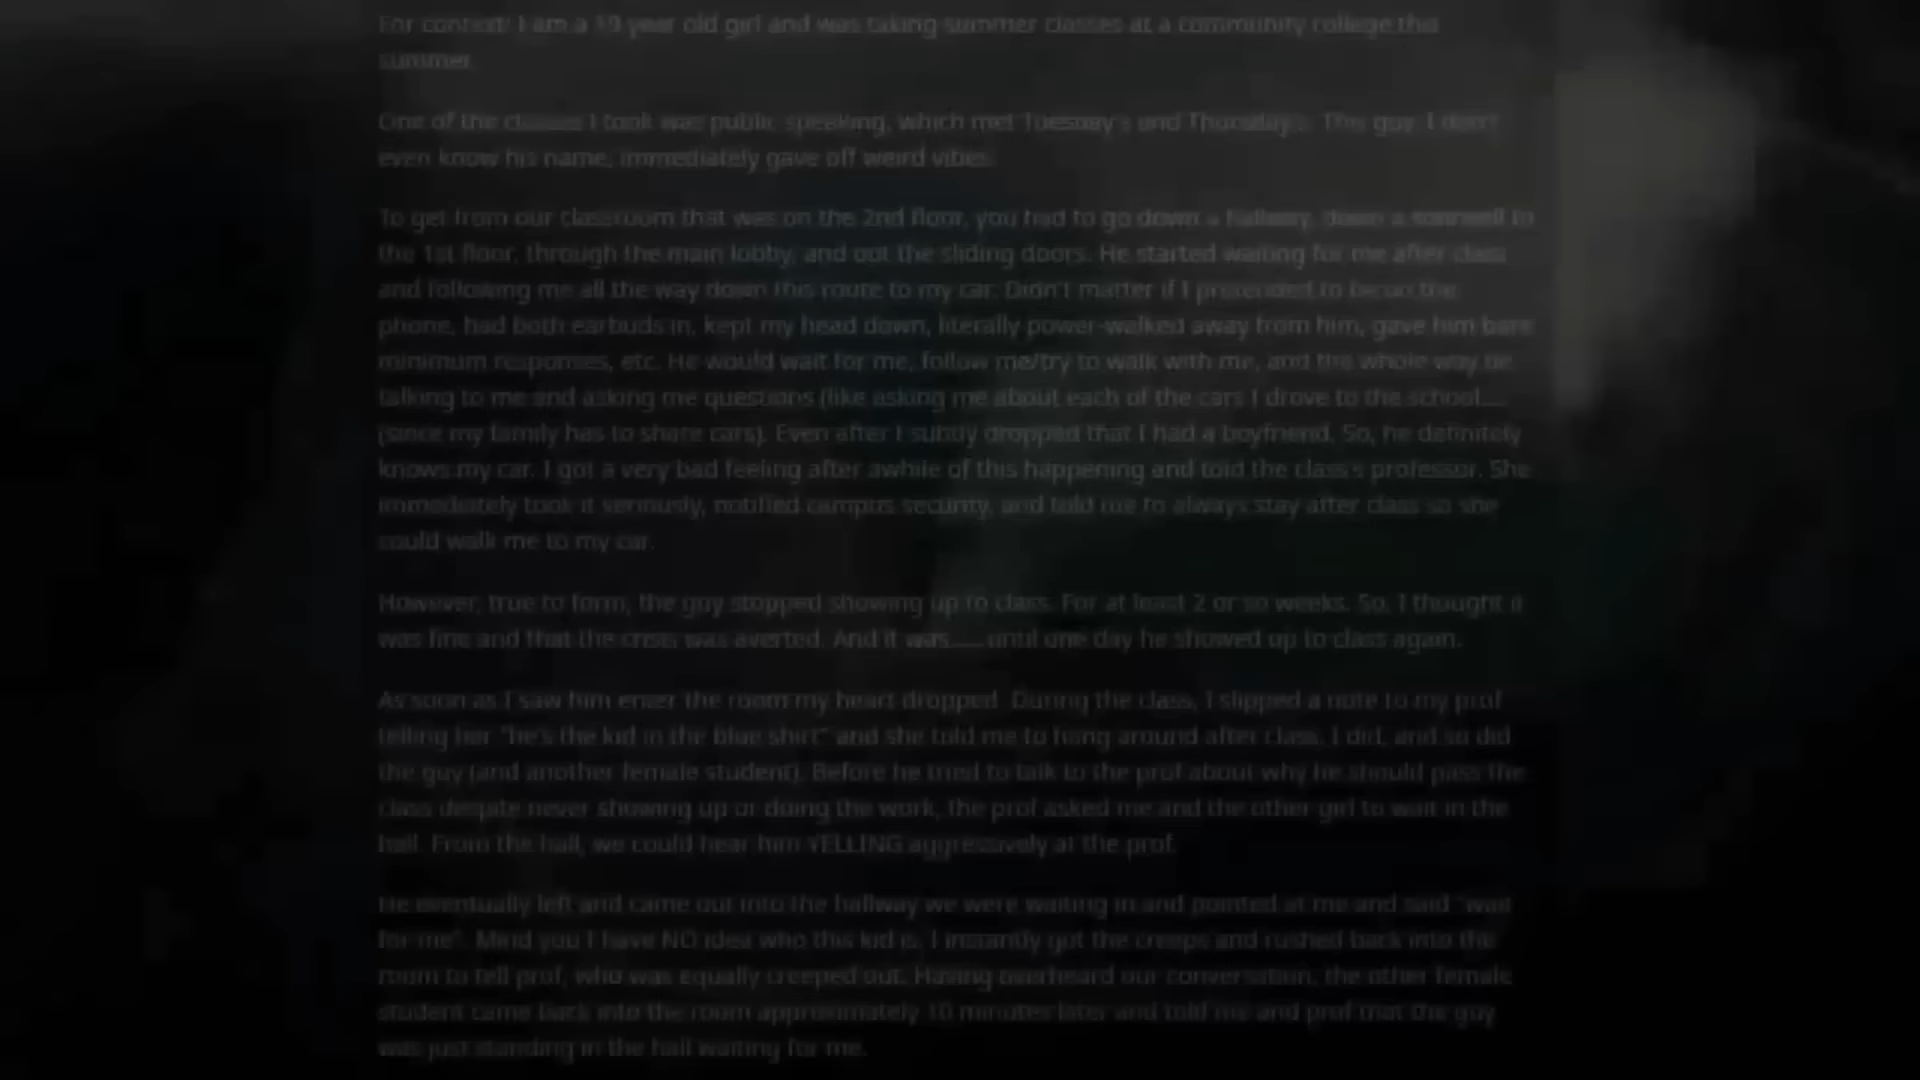 For context: I am a 19 year old girl and was taking summer classes at a community college this
summer.
One of the classes I took was public speaking, which met Tuesday's and Thursday's. This guy, I don't
even know his name, immediately gave off weird vibes.
To get from our classroom that was on the 2nd floor, you had to go down a hallway, down a stairwell to
the 1st floor, through the main lobby, and out the sliding doors. He started waiting for me after class
and following me all the way down this route to my car. Didn't matter if I pretended to be on the
phone, had both earbuds in, kept my head down, literally power-walked away from him, gave him bare
minimum responses, etc. He would wait for me, follow me/try to walk with me, and the whole way be
talking to me and asking me questions (like asking me about each of the cars I drove to the school....
(since my family has to share cars). Even after I subtly dropped that I had a boyfriend. So, he definitely
knows my car. I got a very bad feeling after awhile of this happening and told the class's professor. She
immediately took it seriously, notified campus security, and told me to always stay after class so she
could walk me to my car.
However, true to form, the guy stopped showing up to class. For at least 2 or so weeks. So, I thought it
was fine and that the crisis was averted. And it was..... until one day he showed up to class again.
As soon as I saw him enter the room my heart dropped. During the class, I slipped a note to my prof
telling her "he's the kid in the blue shirt" and she told me to hang around after class. I did, and so did
the guy (and another female student). Before he tried to talk to the prof about why he should pass the
class despite never showing up or doing the work, the prof asked me and the other girl to wait in the
hall. From the hall, we could hear him YELLING aggressively at the prof.
He eventually left and came out into the hallway we were waiting in and pointed at me and said "wait
for me". Mind you I have NO idea who this kid is. I instantly got the creeps and rushed back into the
room to tell prof, who was equally creeped out. Having overheard our conversation, the other female
student came back into the room approximately 10 minutes later and told me and prof that the guy
was just standing in the hall waiting for me.